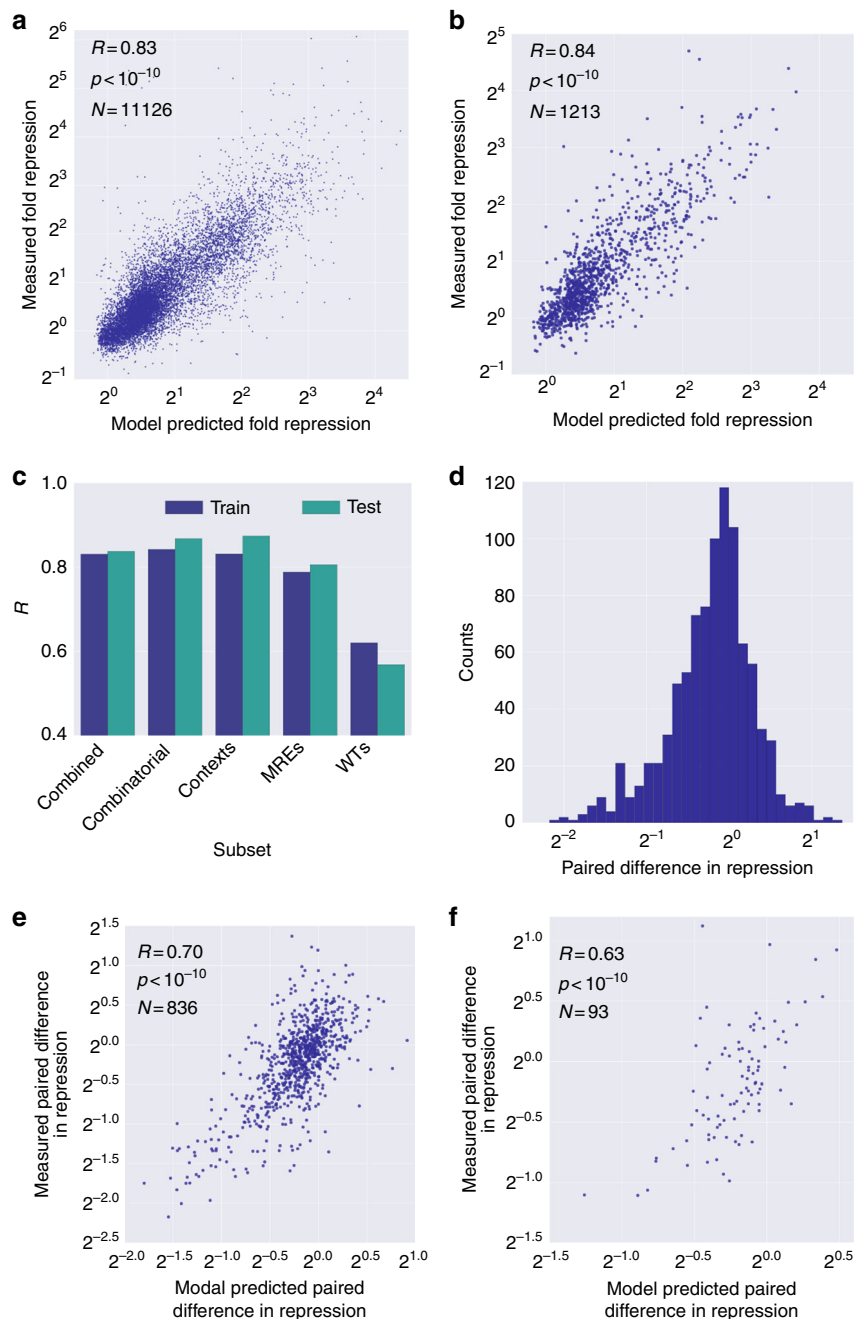 a
2^6
2^5
2^4
2^3
2^2
2^1
2^0
2^−1
R = 0.83
p < 10^−10
N = 11126
Measured fold repression
2^0 2^1 2^2 2^3 2^4
Model predicted fold repression
b
2^5
2^4
2^3
2^2
2^1
2^0
2^−1
R = 0.84
p < 10^−10
N = 1213
Measured fold repression
2^0 2^1 2^2 2^3 2^4
Model predicted fold repression
c
1.0
0.8
0.6
0.4
R
Train Test
Combined Combinatorial Contexts MREs WTs
Subset
d
120
100
80
60
40
20
0
Counts
2^−2 2^−1 2^0 2^1
Paired difference in repression
e
2^1.5
2^1.0
2^0.5
2^0.0
2^−0.5
2^−1.0
2^−1.5
2^−2.0
2^−2.5
R = 0.70
p < 10^−10
N = 836
Measured paired difference
in repression
2^−2.0 2^−1.5 2^−1.0 2^−0.5 2^0.0 2^0.5 2^1.0
Modal predicted paired
difference in repression
f
2^1.0
2^0.5
2^0.0
2^−0.5
2^−1.0
2^−1.5
R = 0.63
p < 10^−10
N = 93
Measured paired difference
in repression
2^−1.5 2^−1.0 2^−0.5 2^0.0 2^0.5
Model predicted paired
difference in repression